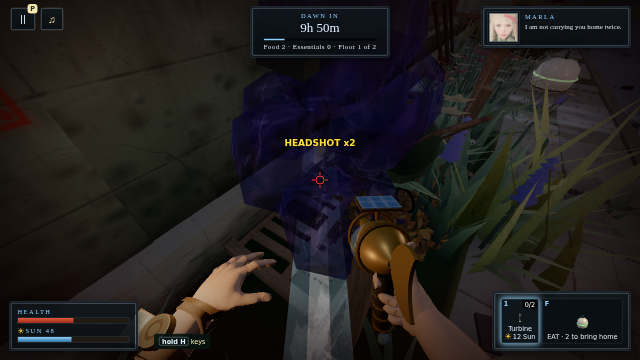 P
DAWN IN
9h 50m
Food 2 · Essentials 0 · Floor 1 of 2
MARLA
I am not carrying you home twice.
HEADSHOT x2
HEALTH
SUN 48
hold H keys
1 0/2
Turbine
12 Sun
F
EAT · 2 to bring home